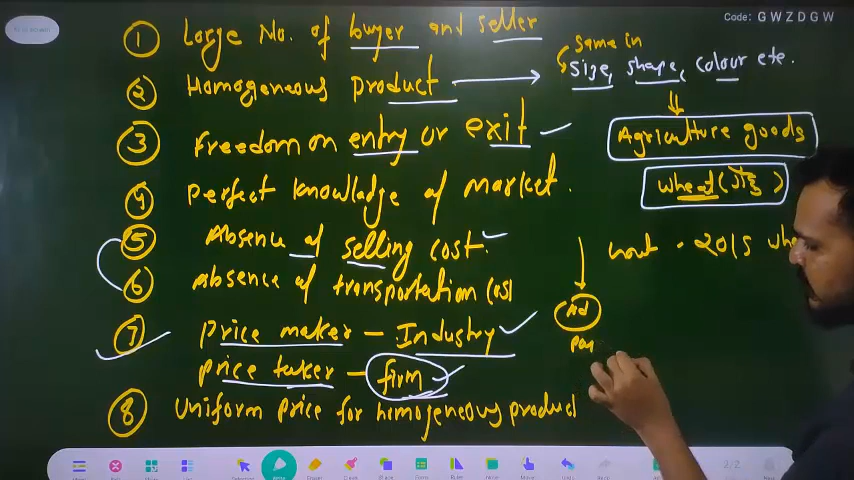 Code: G W Z D G W
① Large No. of buyer and seller
② Homogeneous product → same in size, shape, colour etc.
Agriculture goods
wheat (गेहूँ)
③ Freedom on entry or exit
④ Perfect knowledge of market.
⑤ Absence of selling cost.
⑥ Absence of transportation cost
Ad
⑦ Price maker - Industry
price taker - firm
⑧ Uniform price for homogeneous product
2/2